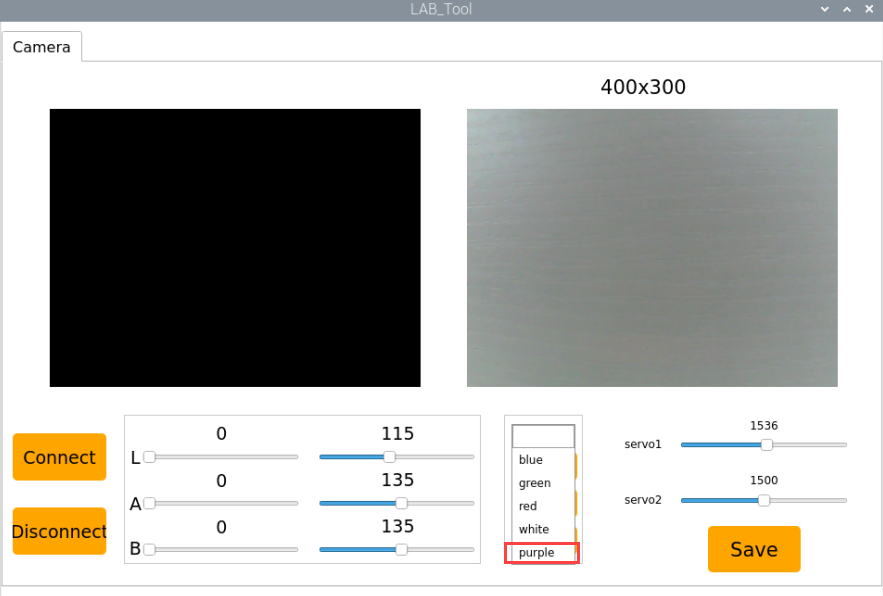 LAB_Tool
Camera
400x300
0 115
L
0 135
A
0 135
B
Connect
Disconnect
blue
green
red
white
purple
1536
servo1
1500
servo2
Save